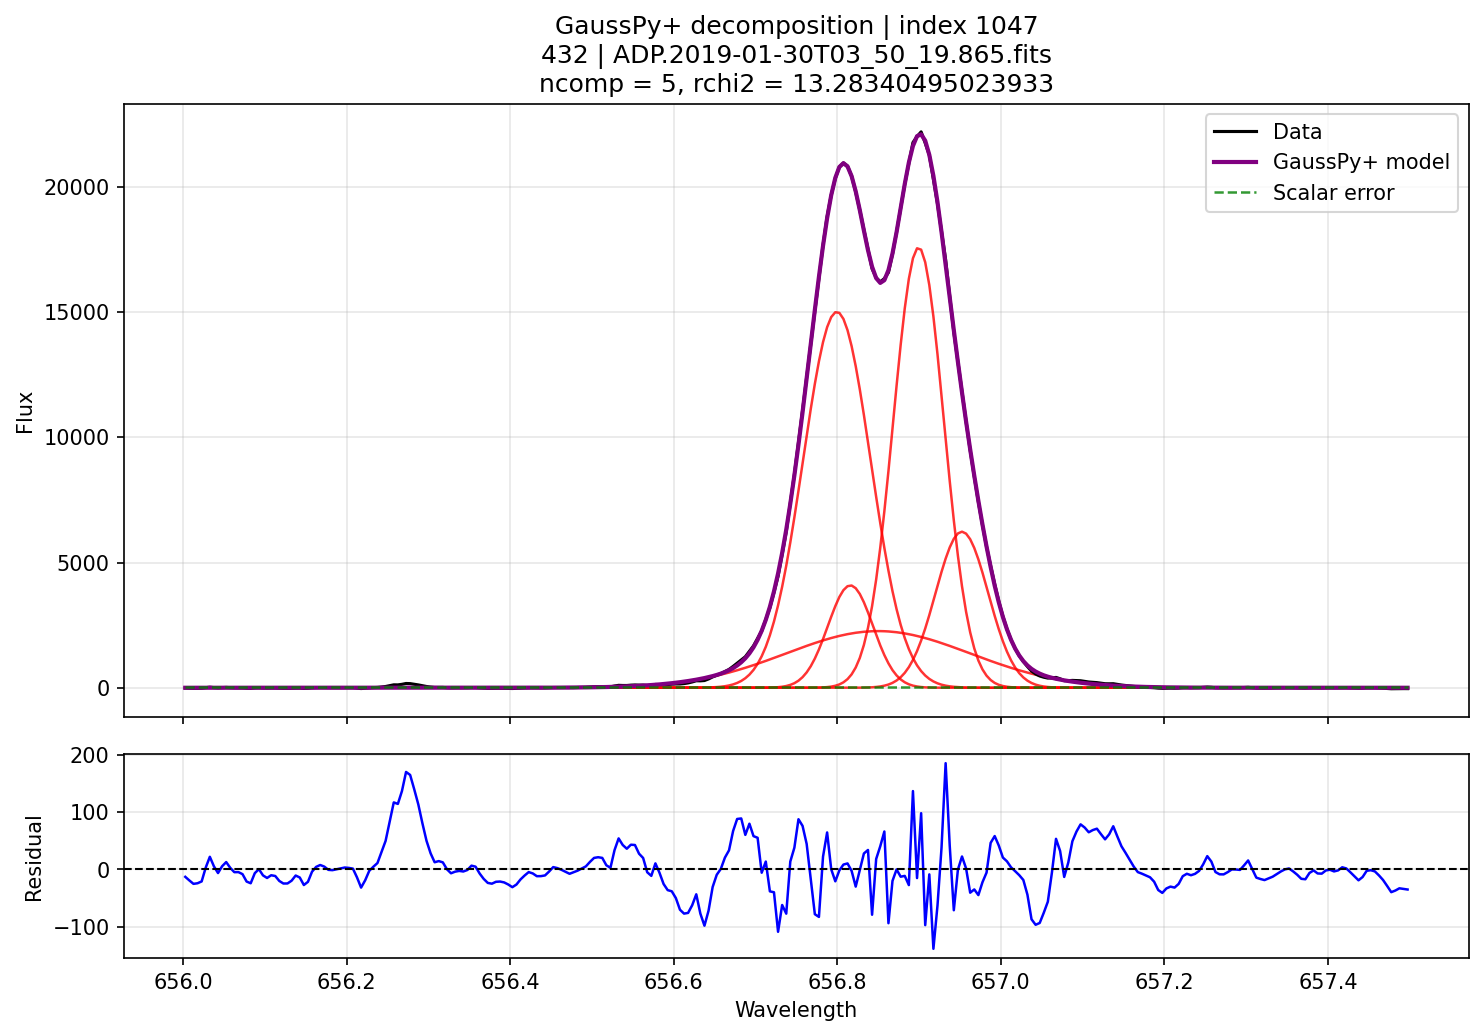 GaussPy+ decomposition | index 1047
432 | ADP.2019-01-30T03_50_19.865.fits
ncomp = 5, rchi2 = 13.28340495023933
Data
GaussPy+ model
Scalar error
Flux
20000
15000
10000
5000
0
Residual
200
100
0
−100
656.0
656.2
656.4
656.6
656.8
657.0
657.2
657.4
Wavelength